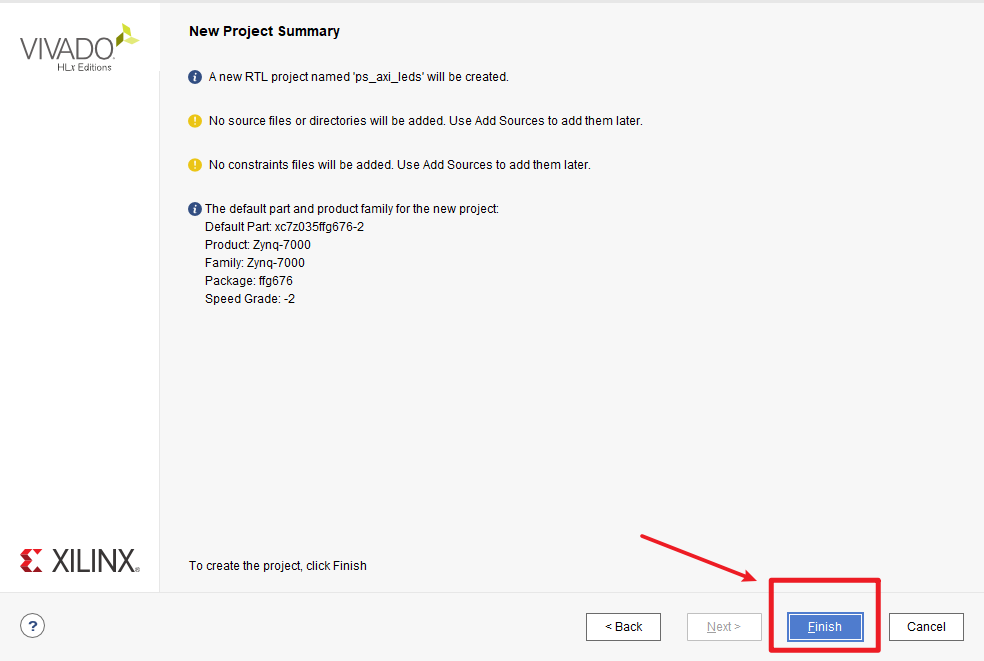 VIVADO
HLx Editions
New Project Summary
A new RTL project named 'ps_axi_leds' will be created.
No source files or directories will be added. Use Add Sources to add them later.
No constraints files will be added. Use Add Sources to add them later.
The default part and product family for the new project:
Default Part: xc7z035ffg676-2
Product: Zynq-7000
Family: Zynq-7000
Package: ffg676
Speed Grade: -2
XILINX
To create the project, click Finish
?
< Back
Next >
Finish
Cancel